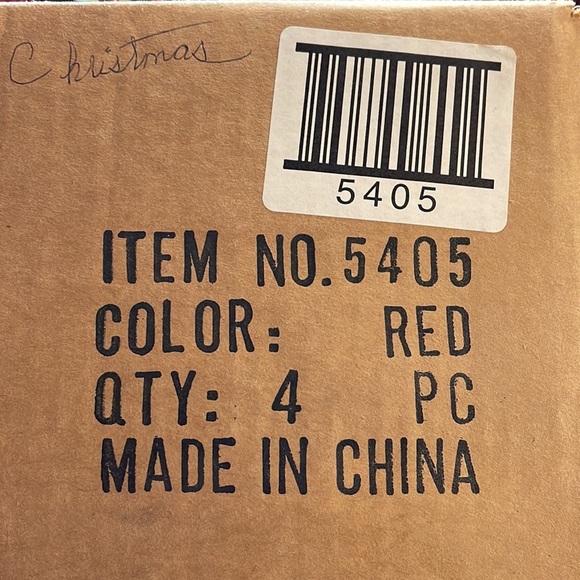 Christmas
5405
ITEM NO. 5405
COLOR: RED
QTY: 4 PC
MADE IN CHINA